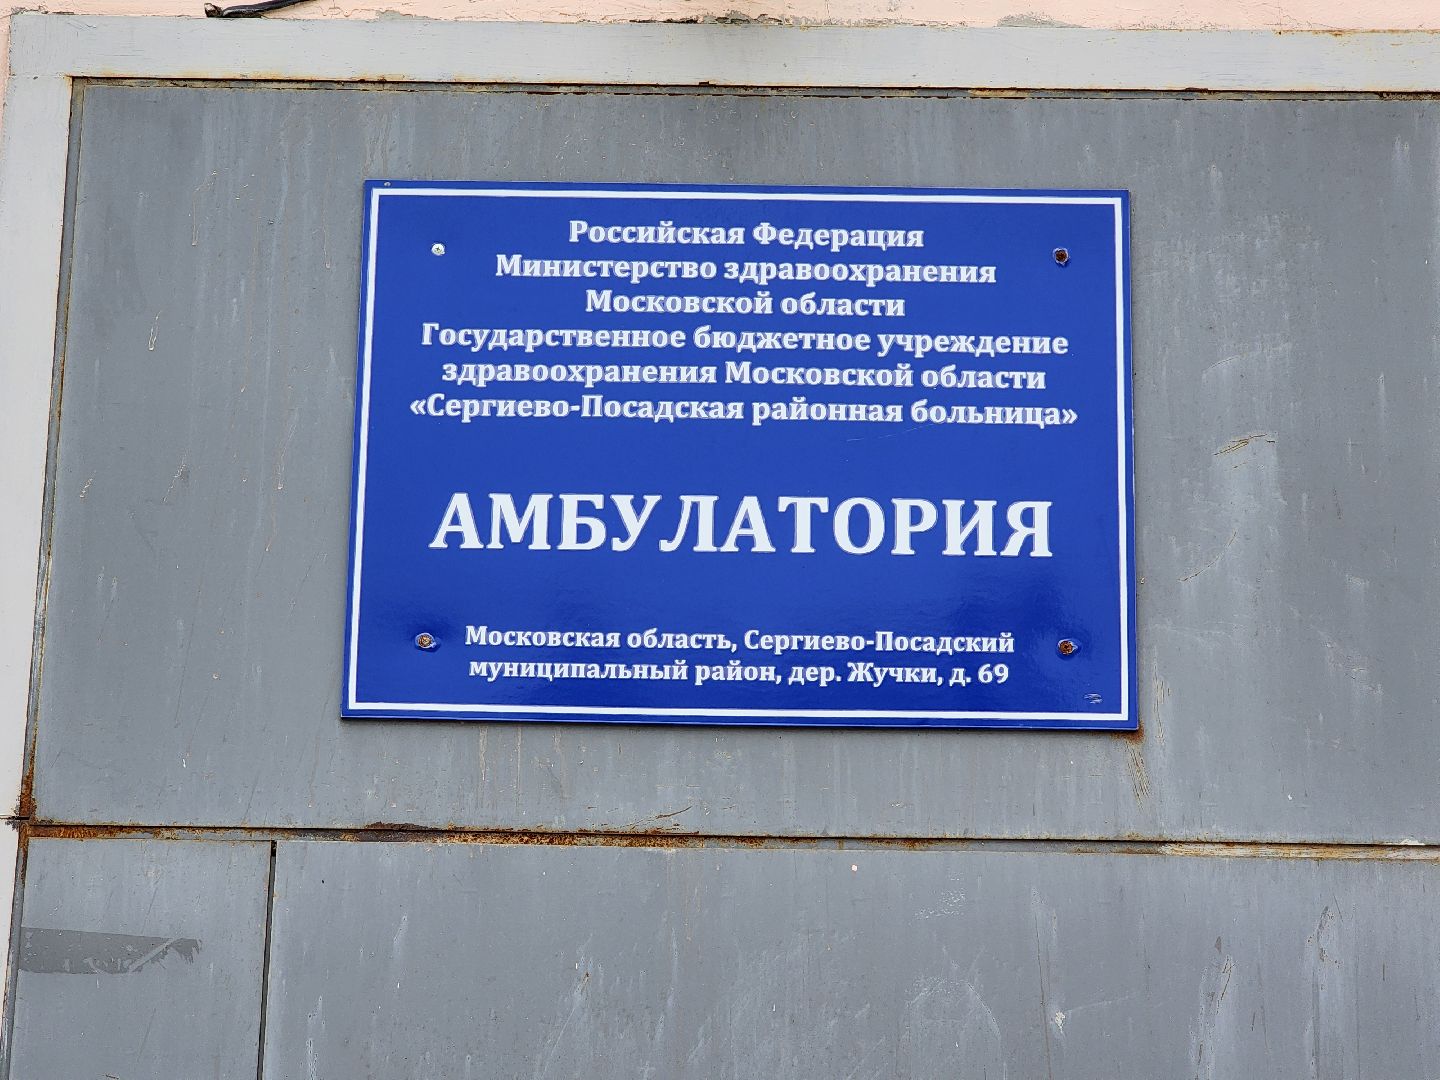 Российская Федерация
Министерство здравоохранения
Московской области
Государственное бюджетное учреждение
здравоохранения Московской области
«Сергиево-Посадская районная больница»
АМБУЛАТОРИЯ
Московская область, Сергиево-Посадский
муниципальный район, дер. Жучки, д. 69